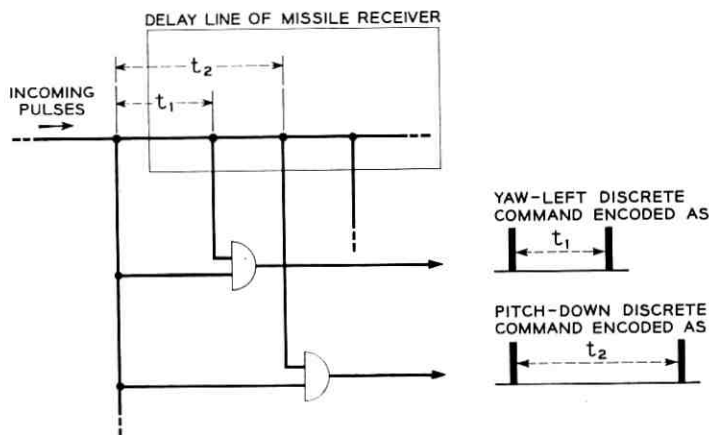 DELAY LINE OF MISSILE RECEIVER
t₂
INCOMING
PULSES
t₁
YAW-LEFT DISCRETE
COMMAND ENCODED AS
t₁
PITCH-DOWN DISCRETE
COMMAND ENCODED AS
t₂